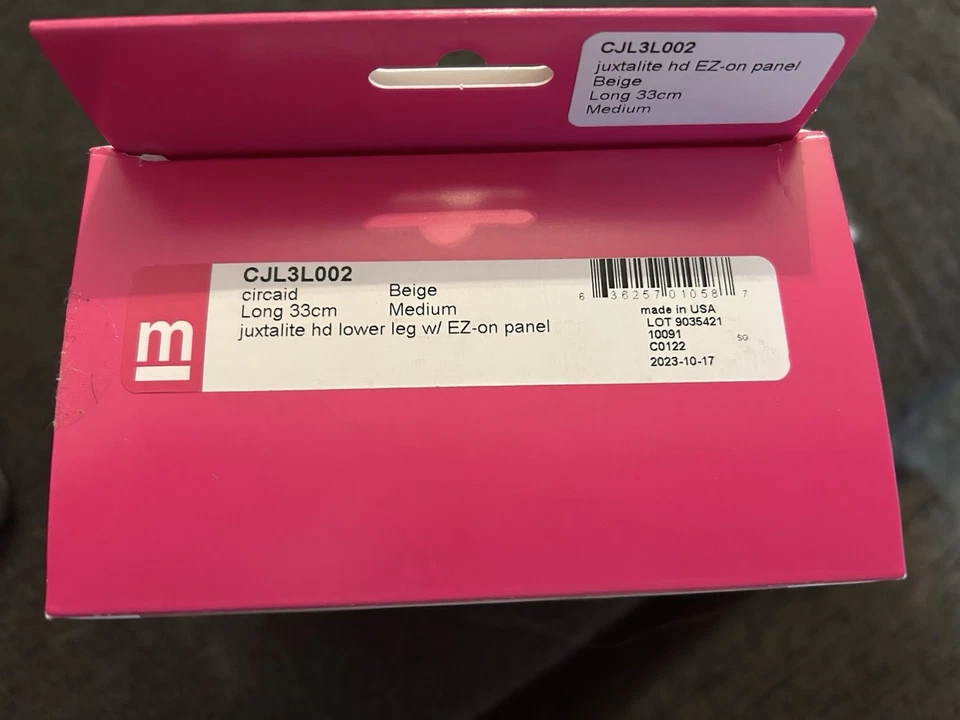 CJL3L002
juxtalite hd EZ-on panel
Beige
Long 33cm
Medium
CJL3L002
circaid Beige
Long 33cm Medium
juxtalite hd lower leg w/ EZ-on panel
m
6 36257 01058 7
made in USA
LOT 9035421
10091
SG
C0122
2023-10-17